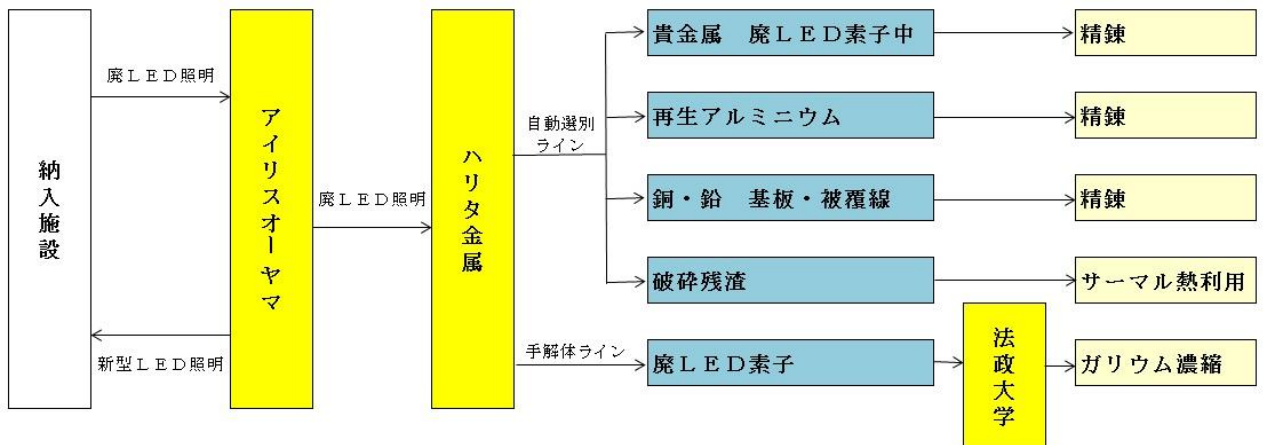 納入施設
廃ＬＥＤ照明
新型ＬＥＤ照明
アイリスオーヤマ
廃ＬＥＤ照明
ハリタ金属
自動選別
ライン
手解体ライン
貴金属　廃ＬＥＤ素子中
精錬
再生アルミニウム
精錬
銅・鉛　基板・被覆線
精錬
破砕残渣
サーマル熱利用
廃ＬＥＤ素子
法政大学
ガリウム濃縮